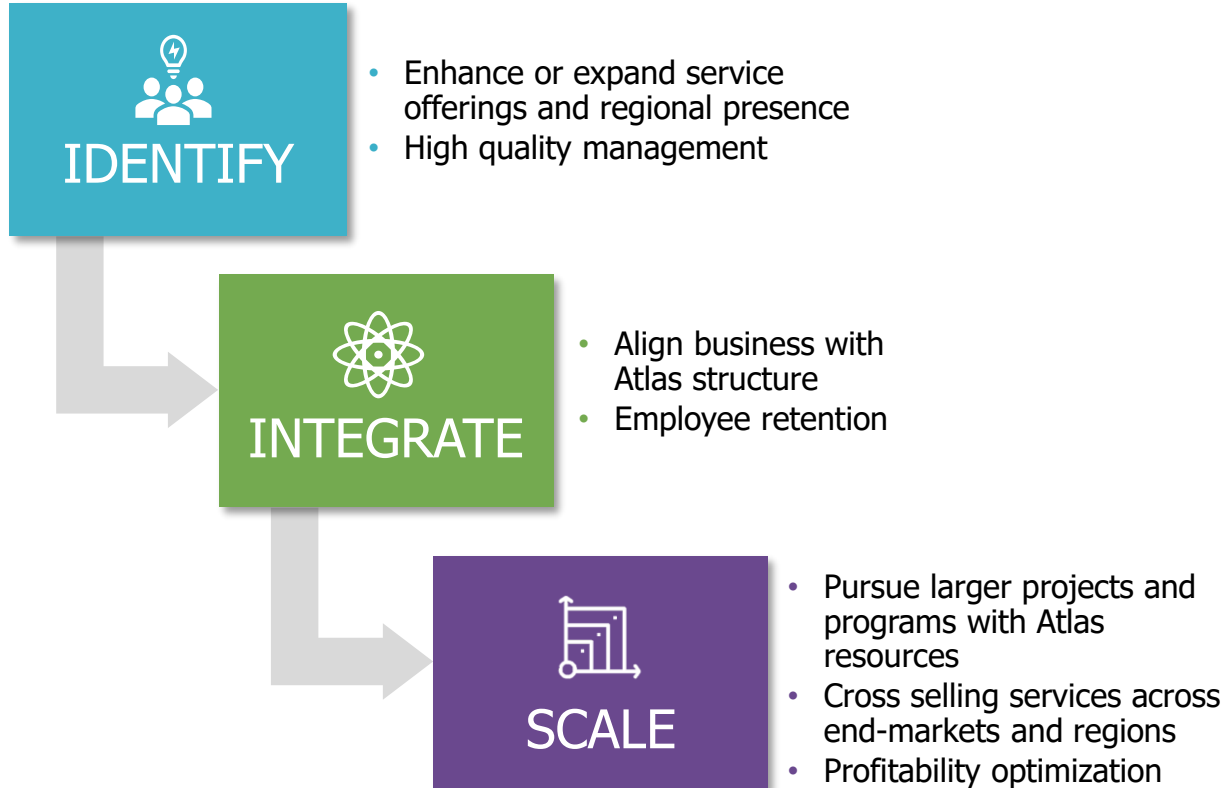 IDENTIFY
• Enhance or expand service
offerings and regional presence
• High quality management
INTEGRATE
• Align business with
Atlas structure
• Employee retention
SCALE
• Pursue larger projects and
programs with Atlas
resources
• Cross selling services across
end-markets and regions
• Profitability optimization